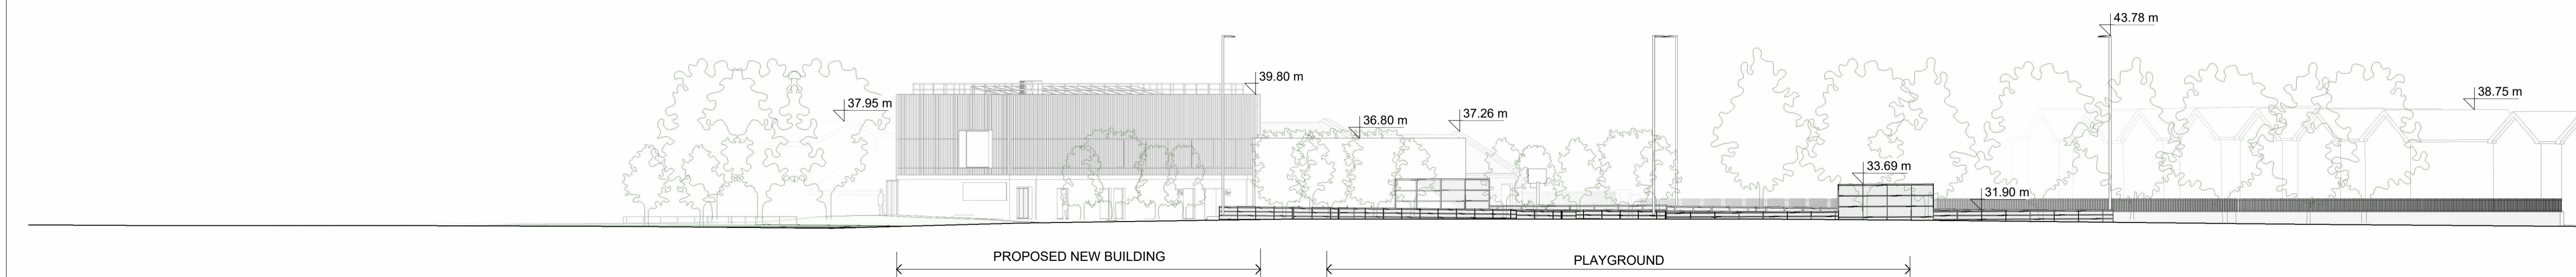 43.78 m
39.80 m
37.95 m
38.75 m
37.26 m
36.80 m
33.69 m
31.90 m
PROPOSED NEW BUILDING
PLAYGROUND